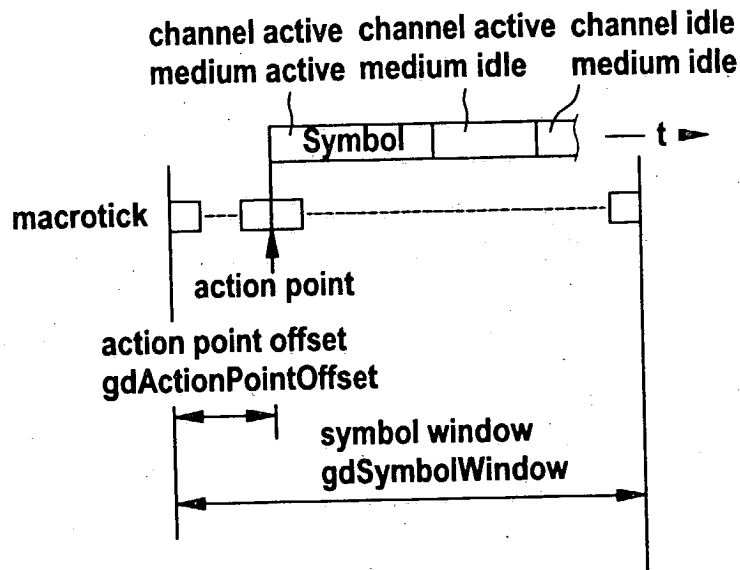 channel active channel active channel idle
medium active medium idle medium idle
Symbol t
macrotick
action point
action point offset
gdActionPointOffset
symbol window
gdSymbolWindow